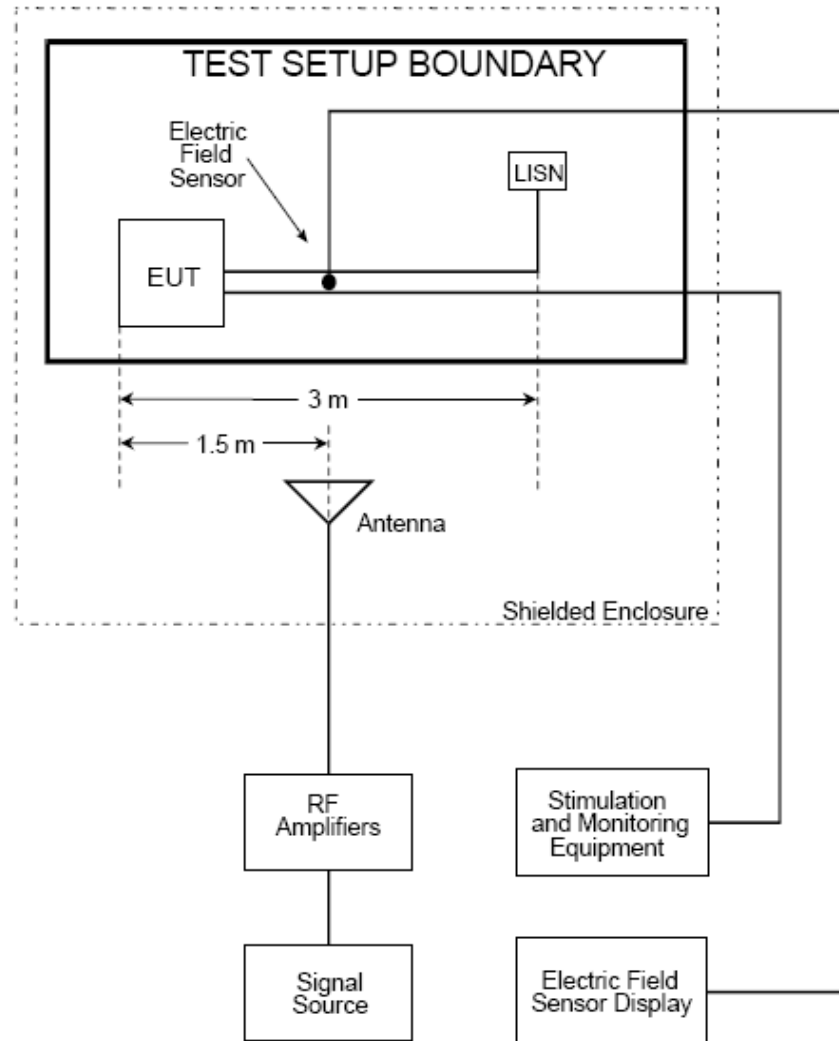 TEST SETUP BOUNDARY
Electric
Field
Sensor
LISN
EUT
3 m
1.5 m
Antenna
Shielded Enclosure
RF
Amplifiers
Stimulation
and Monitoring
Equipment
Signal
Source
Electric Field
Sensor Display